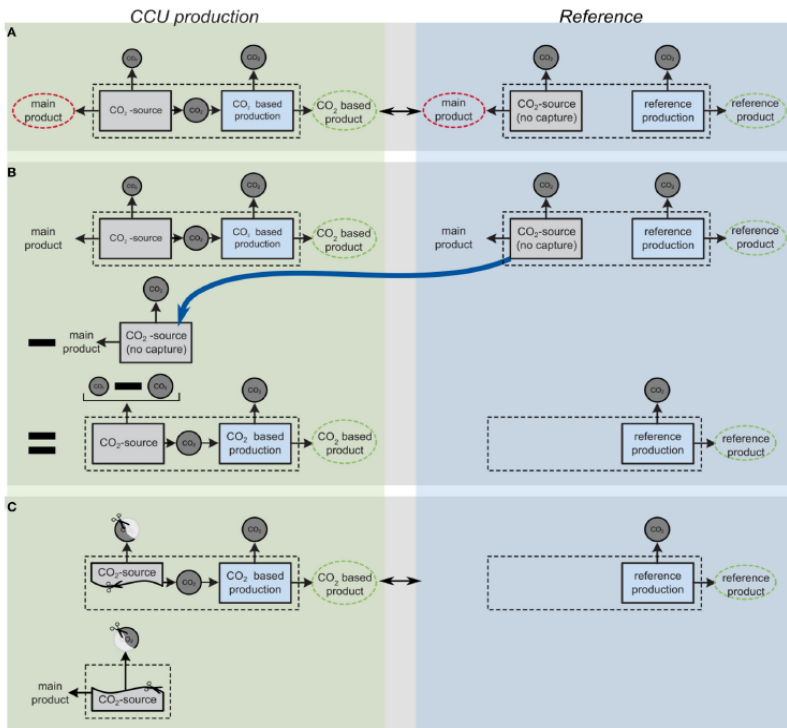 CCU production
Reference
A
CO₂
CO₂
CO₂
CO₂
main
product
CO₂-source
CO₂
CO₂ based
production
CO₂ based
product
main
product
CO₂-source
(no capture)
reference
production
reference
product
B
CO₂
CO₂
CO₂
CO₂
main
product
CO₂-source
CO₂
CO₂ based
production
CO₂ based
product
main
product
CO₂-source
(no capture)
reference
production
reference
product
CO₂
main
product
CO₂-source
(no capture)
CO₂
CO₂
CO₂
CO₂
CO₂-source
CO₂
CO₂ based
production
CO₂ based
product
reference
production
reference
product
C
CO₂
CO₂
CO₂-source
CO₂
CO₂ based
production
CO₂ based
product
reference
production
reference
product
main
product
CO₂-source